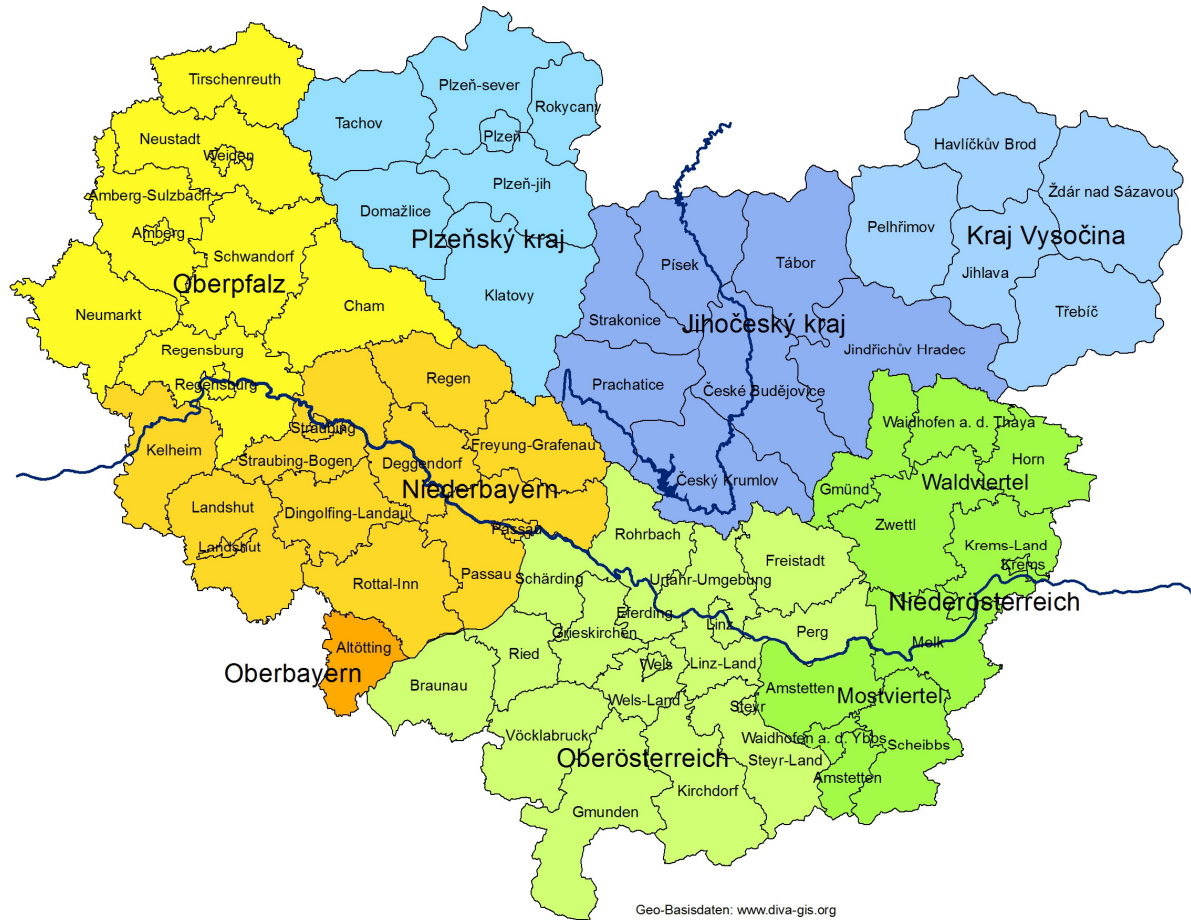 Tirschenreuth
Plzeň-sever
Rokycany
Tachov
Plzeň
Neustadt
Weiden
Havlíčkův Brod
Amberg-Sulzbach
Plzeň-jih
Ždár nad Sázavou
Domažlice
Amberg
Plzeňský kraj
Pelhřimov
Kraj Vysočina
Schwandorf
Písek
Tábor
Jihlava
Oberpfalz
Cham
Klatovy
Neumarkt
Třebíč
Strakonice
Jihočeský kraj
Regensburg
Jindřichův Hradec
Regen
Regensburg
Prachatice
České Budějovice
Straubing
Waidhofen a. d. Thaya
Kelheim
Freyung-Grafenau
Straubing-Bogen
Deggendorf
Horn
Český Krumlov
Waldviertel
Niederbayern
Gmünd
Landshut
Dingolfing-Landau
Zwettl
Passau
Rohrbach
Landshut
Krems-Land
Freistadt
Krems
Rottal-Inn
Passau
Schärding
Urfahr-Umgebung
Niederösterreich
Eferding
Linz
Grieskirchen
Perg
Melk
Altötting
Ried
Wels
Linz-Land
Oberbayern
Braunau
Amstetten
Mostviertel
Wels-Land
Steyr
Vöcklabruck
Waidhofen a. d. Ybbs
Scheibbs
Oberösterreich
Steyr-Land
Amstetten
Kirchdorf
Gmunden
Geo-Basisdaten: www.diva-gis.org